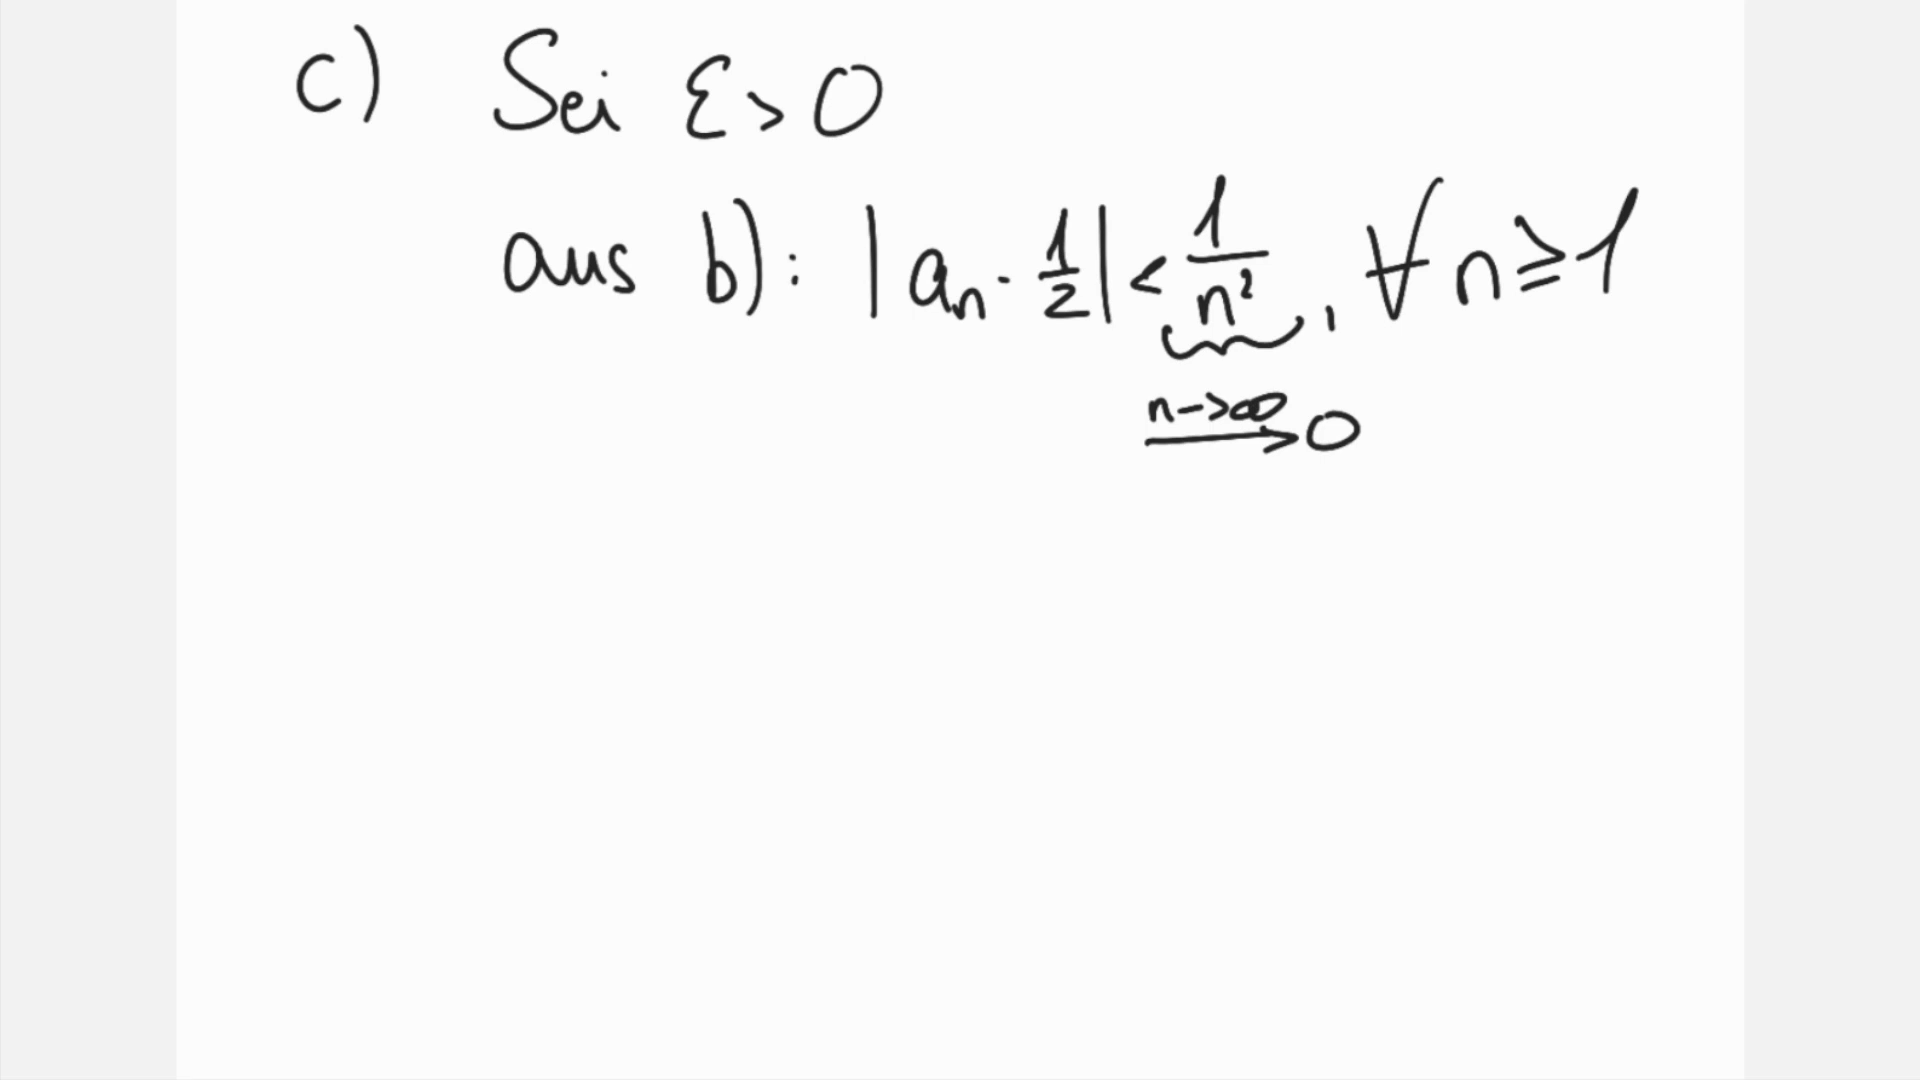 c) Sei ε > 0
aus b): |aₙ - 1/2| < 1/n², ∀ n ≥ 1
n->∞
→ 0